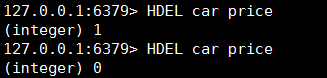 127.0.0.1:6379> HDEL car price
(integer) 1
127.0.0.1:6379> HDEL car price
(integer) 0